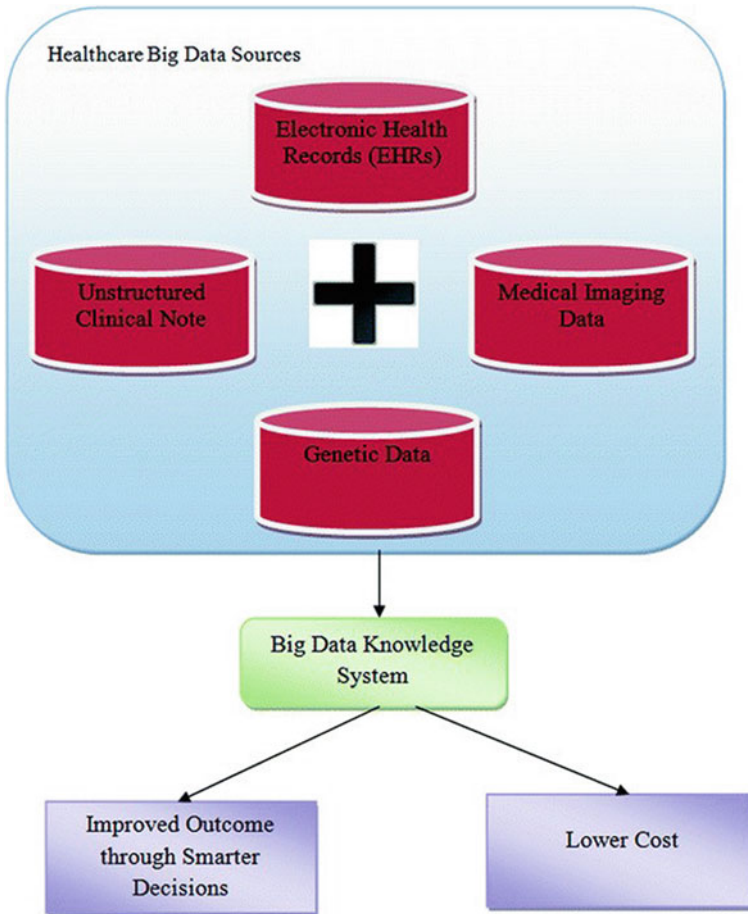 Healthcare Big Data Sources
Electronic Health
Records (EHRs)
Unstructured
Clinical Note
Medical Imaging
Data
Genetic Data
Big Data Knowledge
System
Improved Outcome
through Smarter
Decisions
Lower Cost